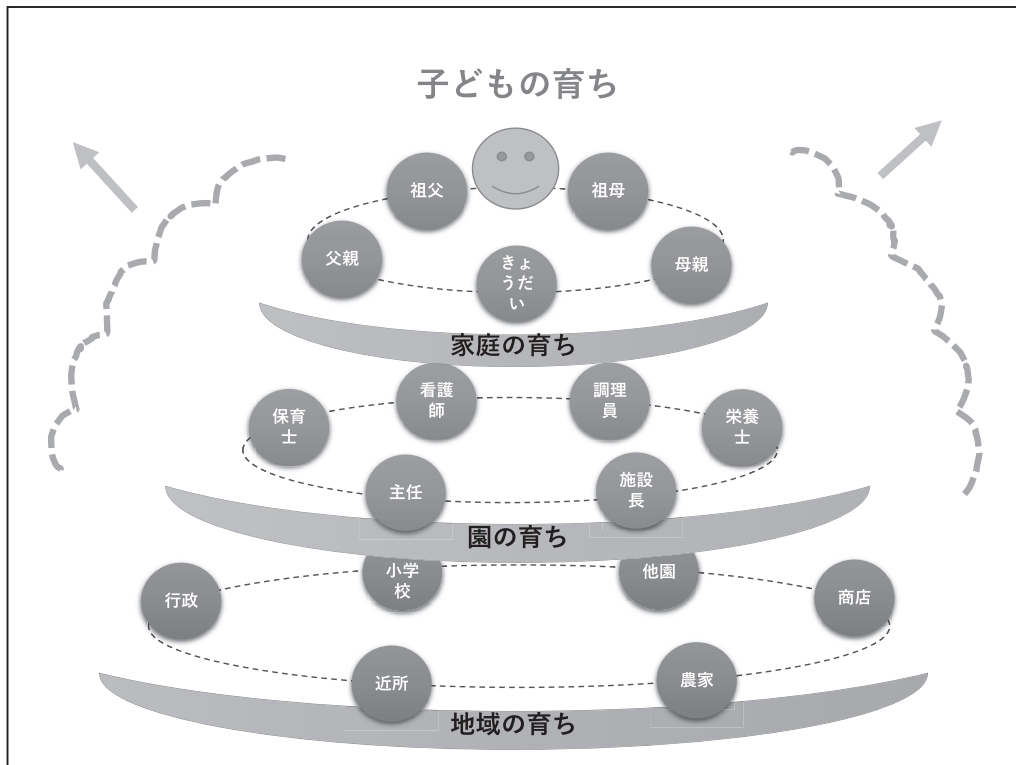 子どもの育ち
祖父
祖母
父親
きょ
うだ
い
母親
家庭の育ち
保育
士
看護
師
調理
員
栄養
士
主任
施設
長
園の育ち
行政
小学
校
他園
商店
近所
農家
地域の育ち